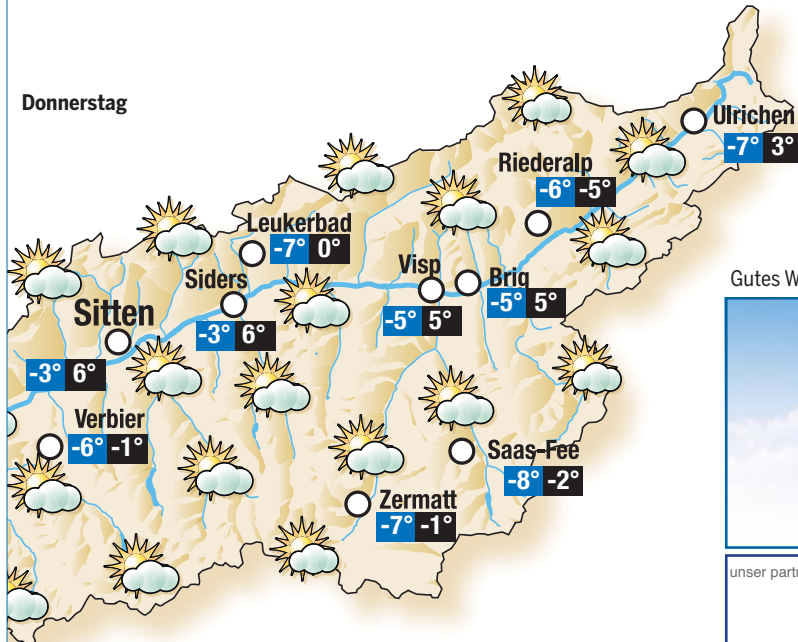 Donnerstag
Ulrichen
-7° 3°
Riederalp
-6° -5°
Leukerbad
-7° 0°
Visp
-5° 5°
Brig
-5° 5°
Siders
-3° 6°
Sitten
-3° 6°
Gutes W
Verbier
-6° -1°
Saas-Fee
-8° -2°
Zermatt
-7° -1°
unser part